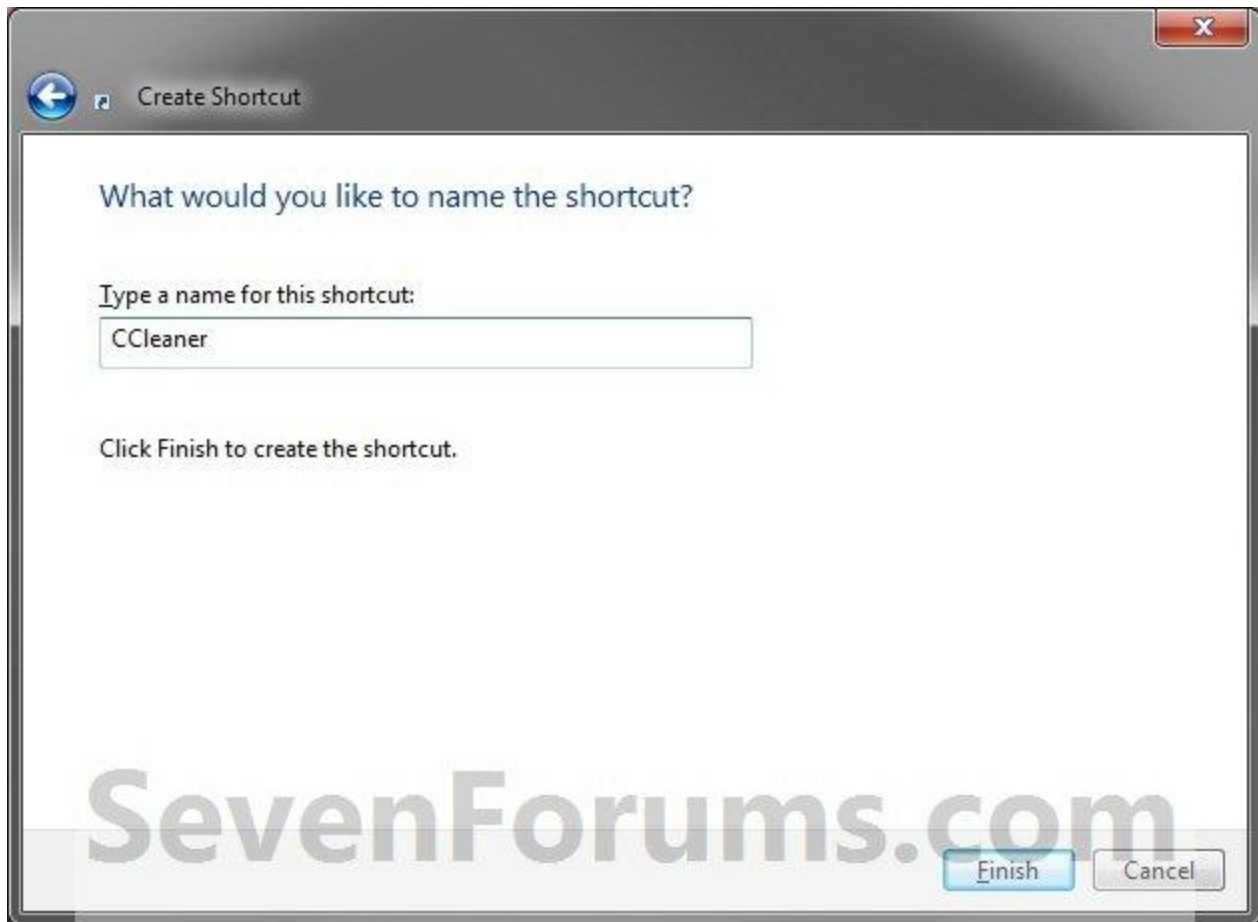 Create Shortcut
What would you like to name the shortcut?
Type a name for this shortcut:
CCleaner
Click Finish to create the shortcut.
SevenForums.com
Finish Cancel